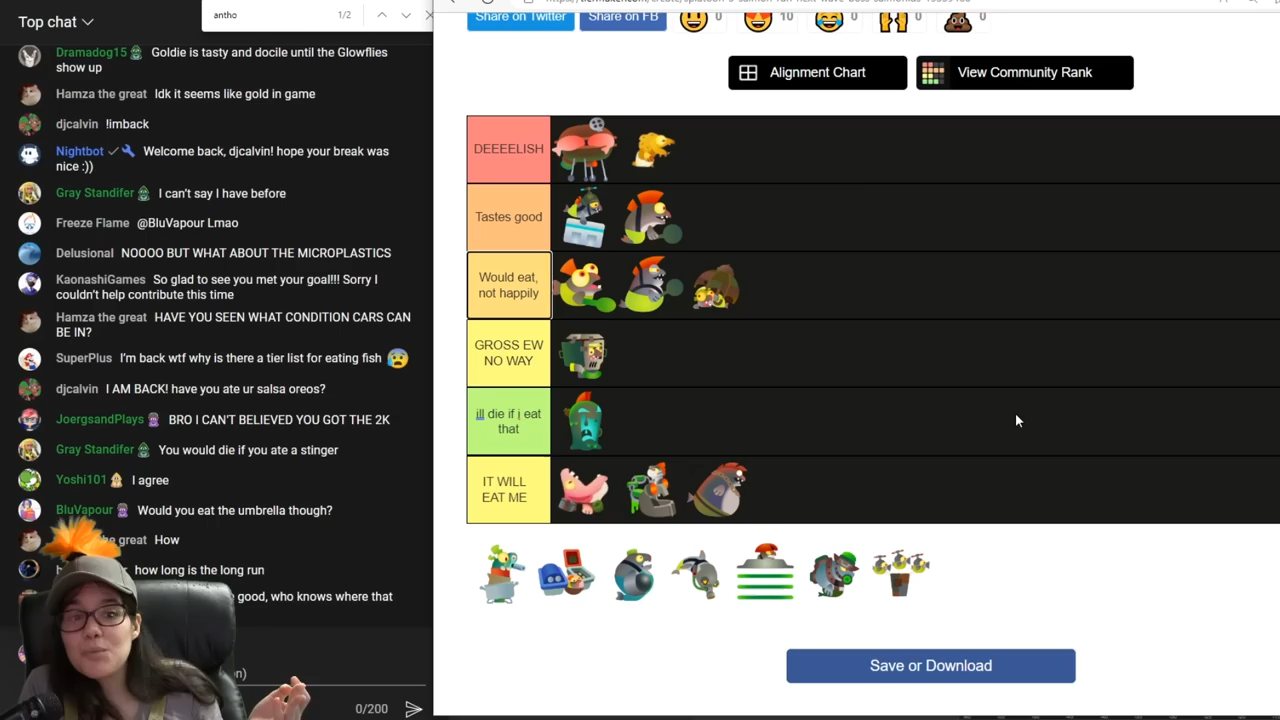 Top chat
antho
1/2
Dramadog15 Goldie is tasty and docile until the Glowflies
show up
Hamza the great Idk it seems like gold in game
djcalvin !imback
Nightbot Welcome back, djcalvin! hope your break was
nice :))
Gray Standifer I can't say I have before
Freeze Flame @BluVapour Lmao
Delusional NOOOO BUT WHAT ABOUT THE MICROPLASTICS
KaonashiGames So glad to see you met your goal!!! Sorry I
couldn't help contribute this time
Hamza the great HAVE YOU SEEN WHAT CONDITION CARS CAN
BE IN?
SuperPlus I'm back wtf why is there a tier list for eating fish
djcalvin I AM BACK! have you ate ur salsa oreos?
JoergsandPlays BRO I CAN'T BELIEVED YOU GOT THE 2K
Gray Standifer You would die if you ate a stinger
Yoshi101 I agree
BluVapour Would you eat the umbrella though?
the great How
how long is the long run
good, who knows where that
n)
0/200
Share on Twitter
Share on FB
0
10
0
0
0
Alignment Chart
View Community Rank
DEEEELISH
Tastes good
Would eat,
not happily
GROSS EW
NO WAY
ill die if i eat
that
IT WILL
EAT ME
Save or Download